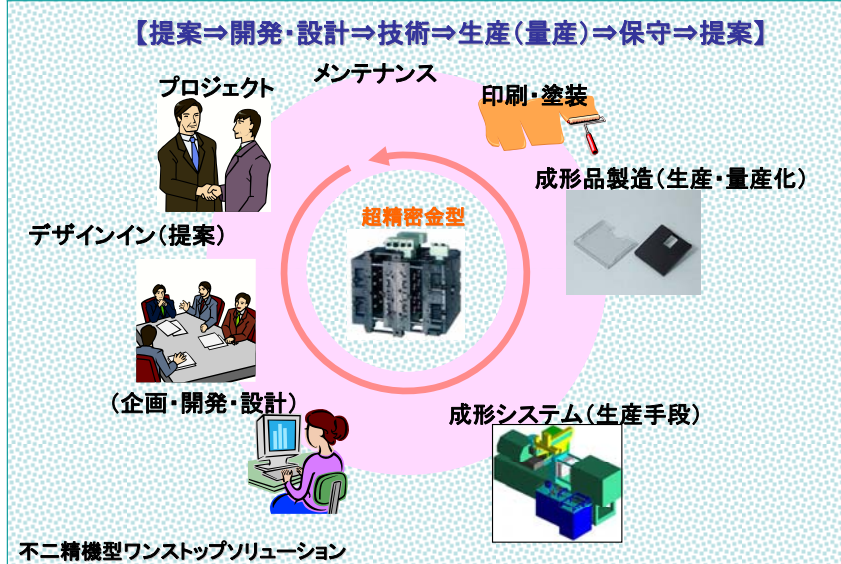 【提案⇒開発・設計⇒技術⇒生産（量産）⇒保守⇒提案】
メンテナンス
プロジェクト
印刷・塗装
成形品製造（生産・量産化）
超精密金型
デザインイン（提案）
（企画・開発・設計）
成形システム（生産手段）
不二精機型ワンストップソリューション